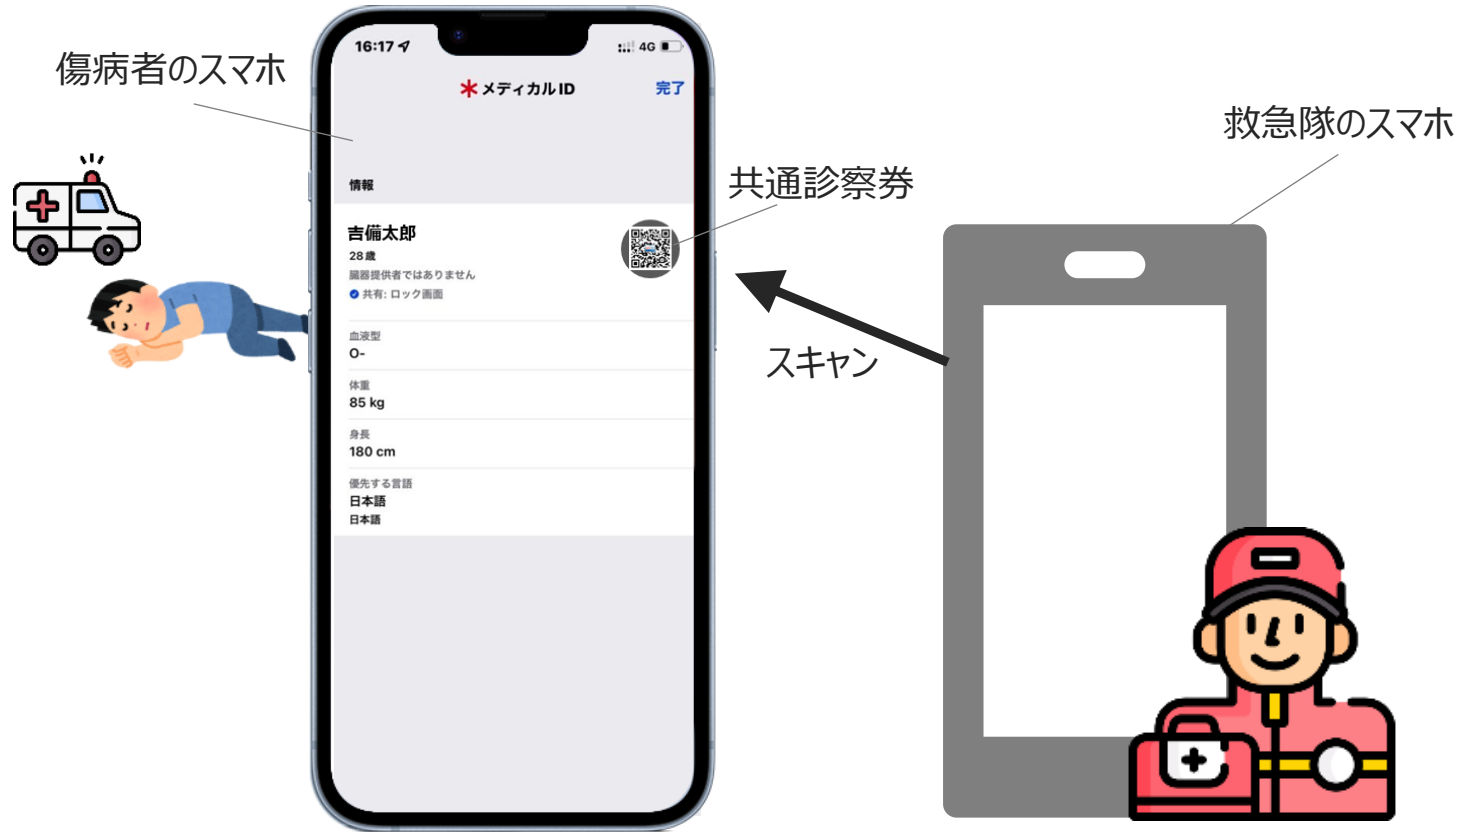 傷病者のスマホ
16:17
4G
メディカルID
完了
情報
吉備太郎
28歳
臓器提供者ではありません
共有: ロック画面
血液型
O-
体重
85 kg
身長
180 cm
優先する言語
日本語
日本語
共通診察券
スキャン
救急隊のスマホ